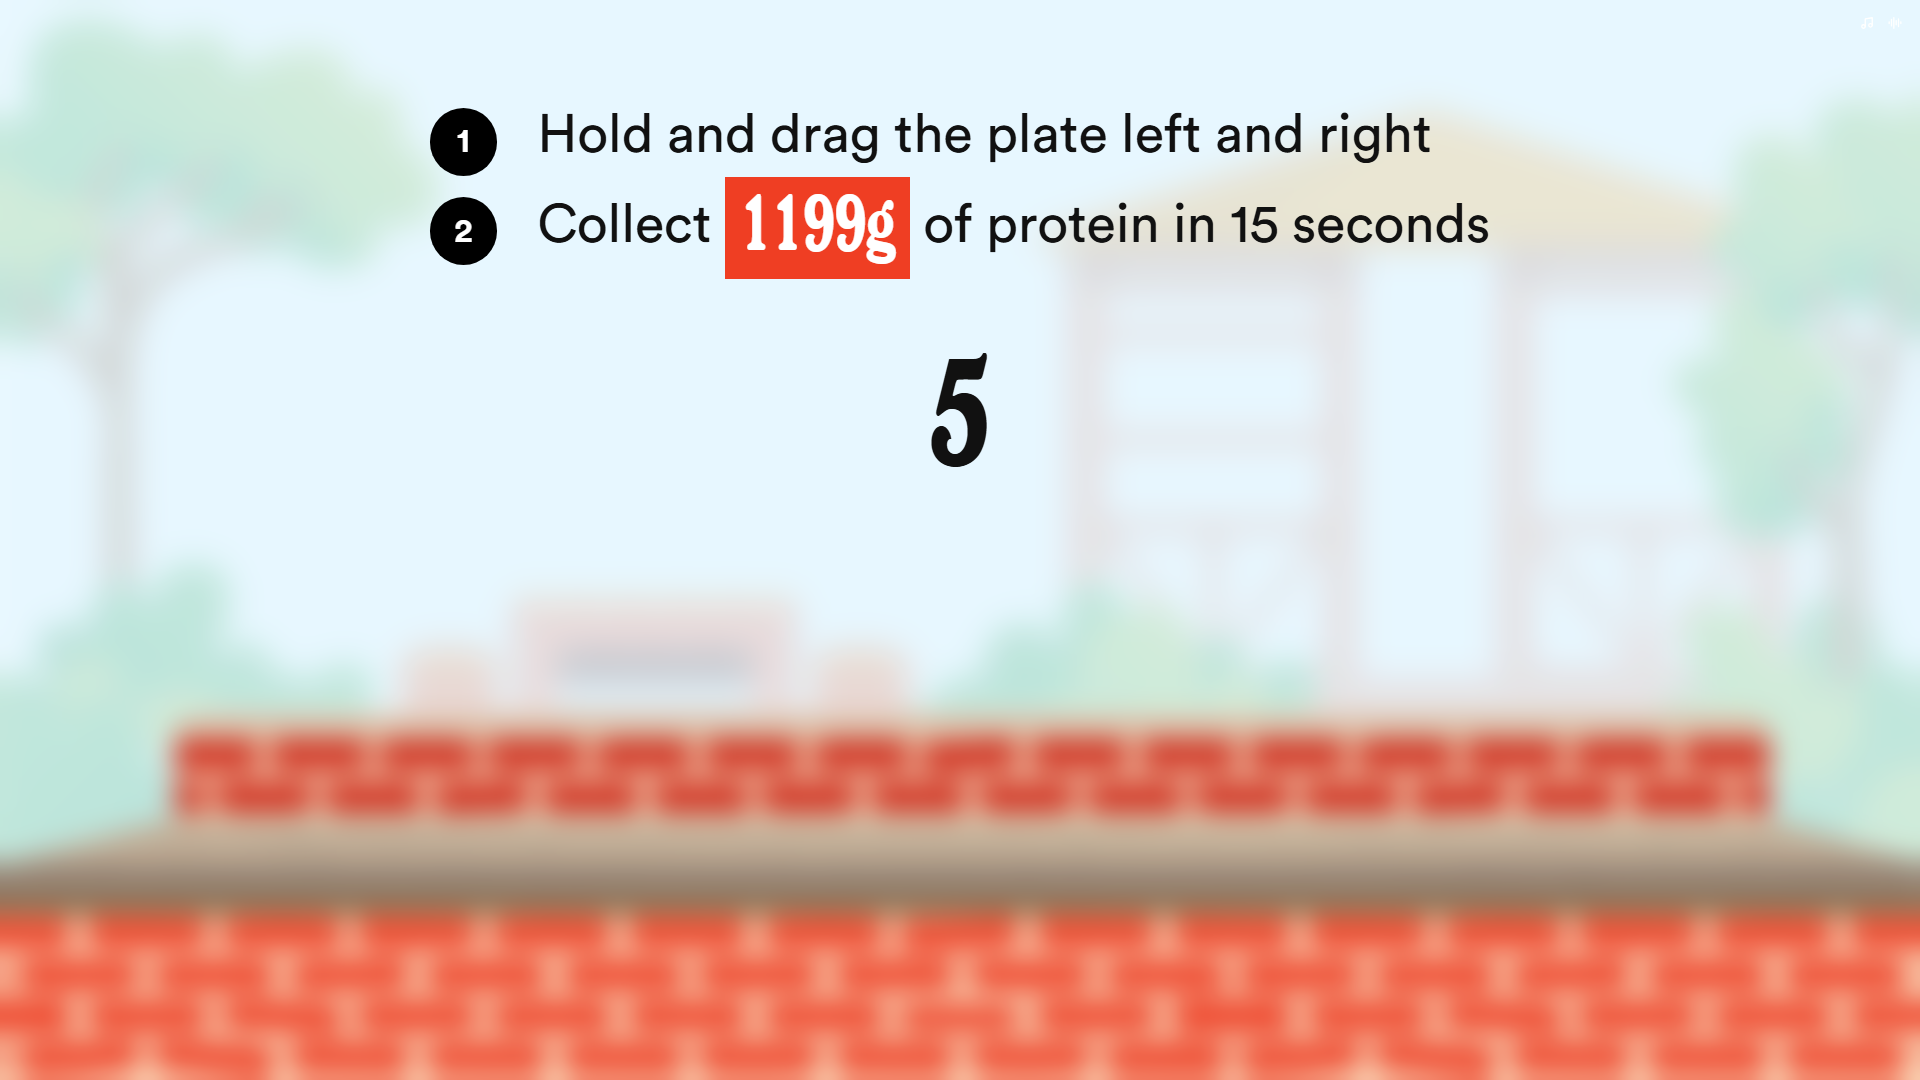 1 Hold and drag the plate left and right
2 Collect 1199g of protein in 15 seconds
5